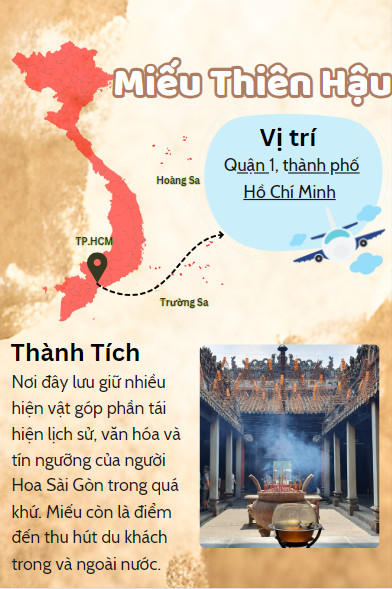 Miếu Thiên Hậu
Vị trí
Quận 1, thành phố
Hồ Chí Minh
Hoàng Sa
TP.HCM
Trường Sa
Thành Tích
Nơi đây lưu giữ nhiều
hiện vật góp phần tái
hiện lịch sử, văn hóa và
tín ngưỡng của người
Hoa Sài Gòn trong quá
khứ. Miếu còn là điểm
đến thu hút du khách
trong và ngoài nước.